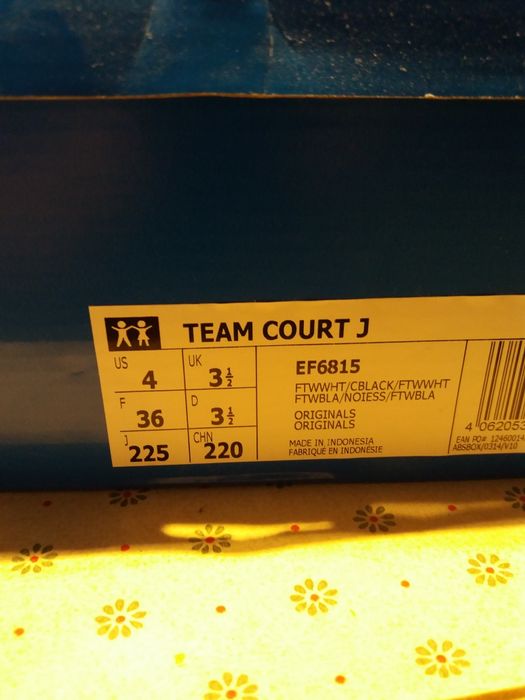 TEAM COURT J
US 4 UK 3½
F 36 D 3½
J 225 CHN 220
EF6815
FTWWHT/CBLACK/FTWWHT
FTWBLA/NOIESS/FTWBLA
ORIGINALS
ORIGINALS
MADE IN INDONESIA
FABRIQUÉ EN INDONÉSIE
4 062053
EAN PO# 12460014
ABSBOX/0314/V10